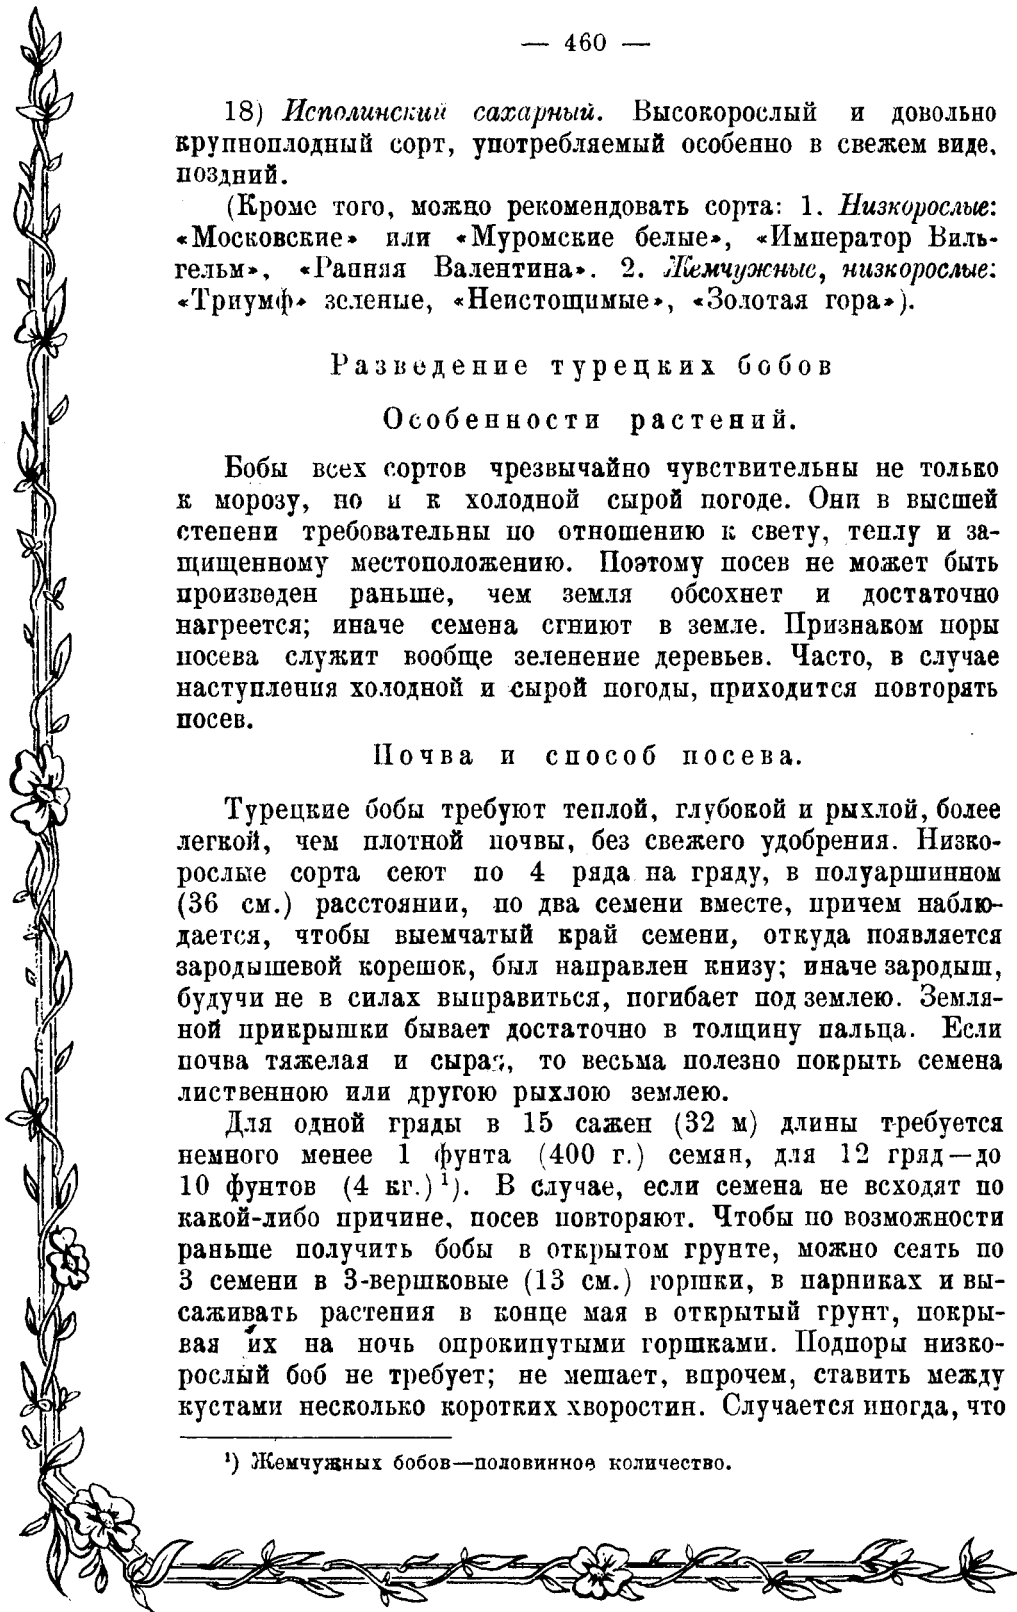 — 460 —
18) Исполинский сахарный. Высокорослый и довольно
крупноплодный сорт, употребляемый особенно в свежем виде,
поздний.
(Кроме того, можно рекомендовать сорта: 1. Низкорослые:
«Московские» или «Муромские белые», «Император Виль-
гельм», «Ранняя Валентина». 2. Жемчужные, низкорослые:
«Триумф» зеленые, «Неистощимые», «Золотая гора»).
Разведение турецких бобов
Особенности растений.
Бобы всех сортов чрезвычайно чувствительны не только
к морозу, но и к холодной сырой погоде. Они в высшей
степени требовательны по отношению к свету, теплу и за-
щищенному местоположению. Поэтому посев не может быть
произведен раньше, чем земля обсохнет и достаточно
нагреется; иначе семена сгниют в земле. Признаком поры
посева служит вообще зеленение деревьев. Часто, в случае
наступления холодной и сырой погоды, приходится повторять
посев.
Почва и способ посева.
Турецкие бобы требуют теплой, глубокой и рыхлой, более
легкой, чем плотной почвы, без свежего удобрения. Низко-
рослые сорта сеют по 4 ряда на гряду, в полуаршинном
(36 см.) расстоянии, по два семени вместе, причем наблю-
дается, чтобы выемчатый край семени, откуда появляется
зародышевой корешок, был направлен книзу; иначе зародыш,
будучи не в силах выправиться, погибает под землею. Земля-
ной прикрышки бывает достаточно в толщину пальца. Если
почва тяжелая и сырая, то весьма полезно покрыть семена
лиственною или другою рыхлою землею.
Для одной гряды в 15 сажен (32 м) длины требуется
немного менее 1 фунта (400 г.) семян, для 12 гряд—до
10 фунтов (4 кг.) ¹). В случае, если семена не всходят по
какой-либо причине, посев повторяют. Чтобы по возможности
раньше получить бобы в открытом грунте, можно сеять по
3 семени в 3-вершковые (13 см.) горшки, в парниках и вы-
саживать растения в конце мая в открытый грунт, покры-
вая их на ночь опрокинутыми горшками. Подпоры низко-
рослый боб не требует; не мешает, впрочем, ставить между
кустами несколько коротких хворостин. Случается иногда, что
¹) Жемчужных бобов—половинное количество.